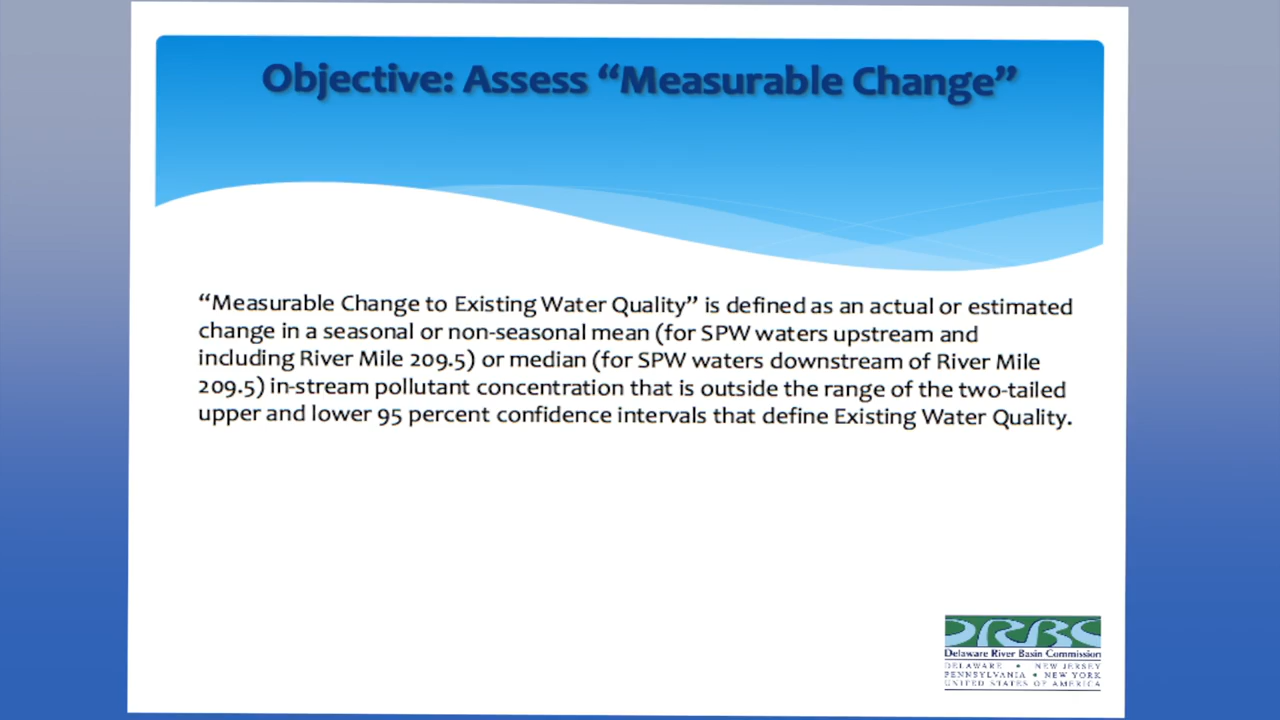 Objective: Assess “Measurable Change”
“Measurable Change to Existing Water Quality” is defined as an actual or estimated
change in a seasonal or non-seasonal mean (for SPW waters upstream and
including River Mile 209.5) or median (for SPW waters downstream of River Mile
209.5) in-stream pollutant concentration that is outside the range of the two-tailed
upper and lower 95 percent confidence intervals that define Existing Water Quality.
DRBC
Delaware River Basin Commission
DELAWARE • NEW JERSEY
PENNSYLVANIA • NEW YORK
UNITED STATES OF AMERICA